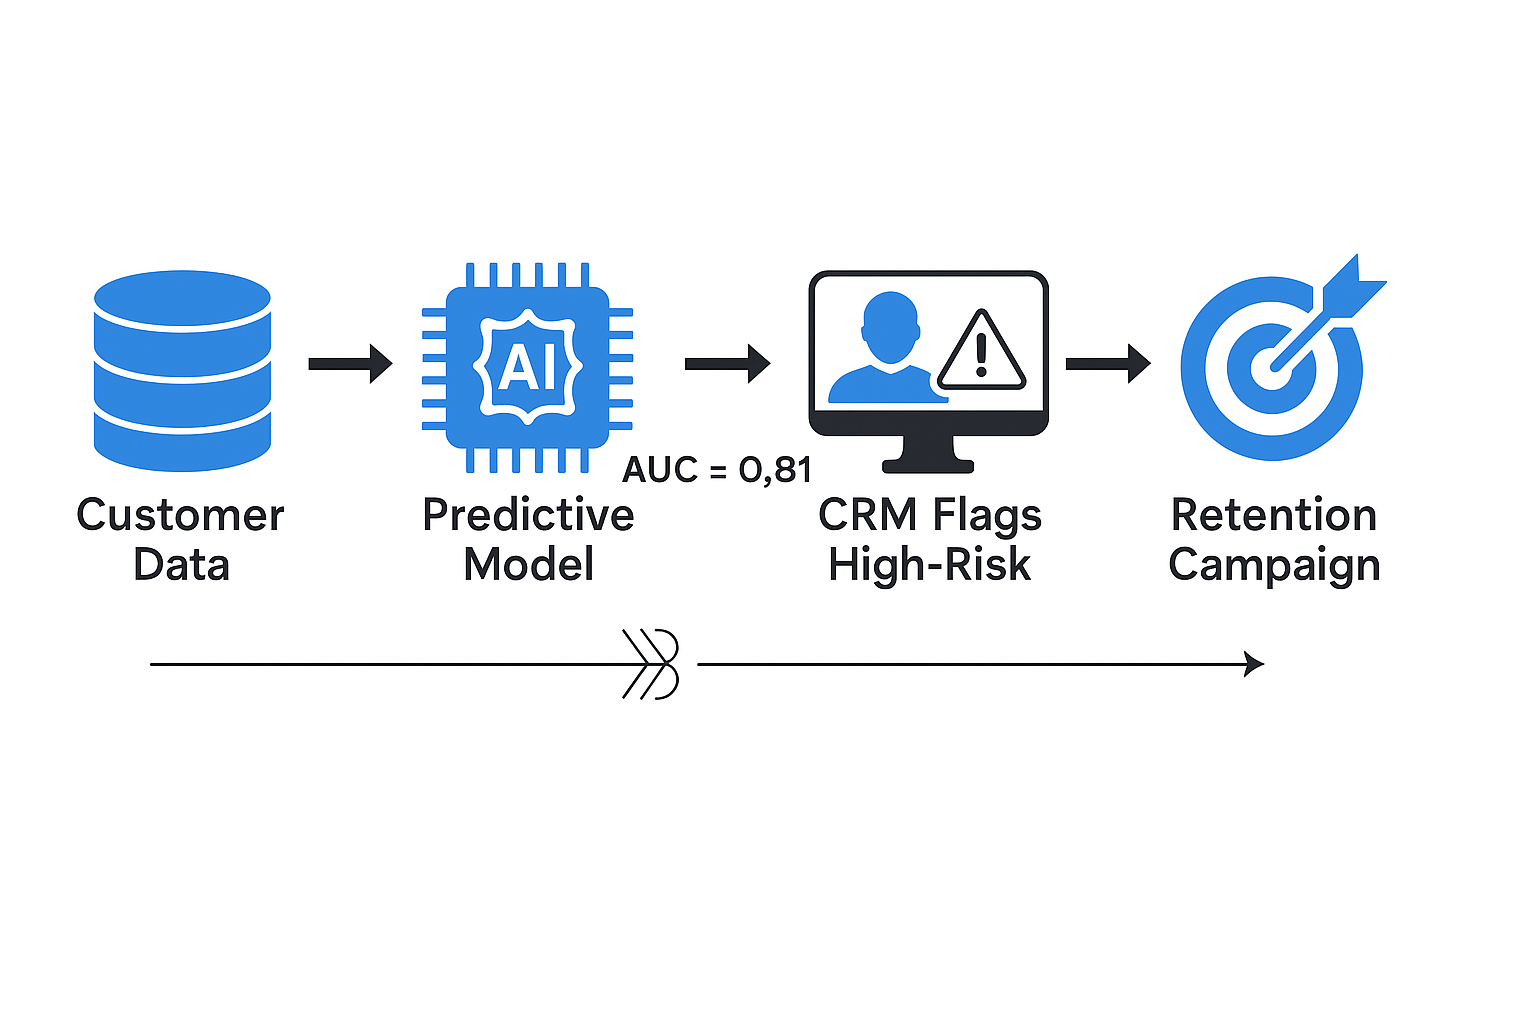 AI
AUC = 0,81
Customer
Data
Predictive
Model
CRM Flags
High-Risk
Retention
Campaign